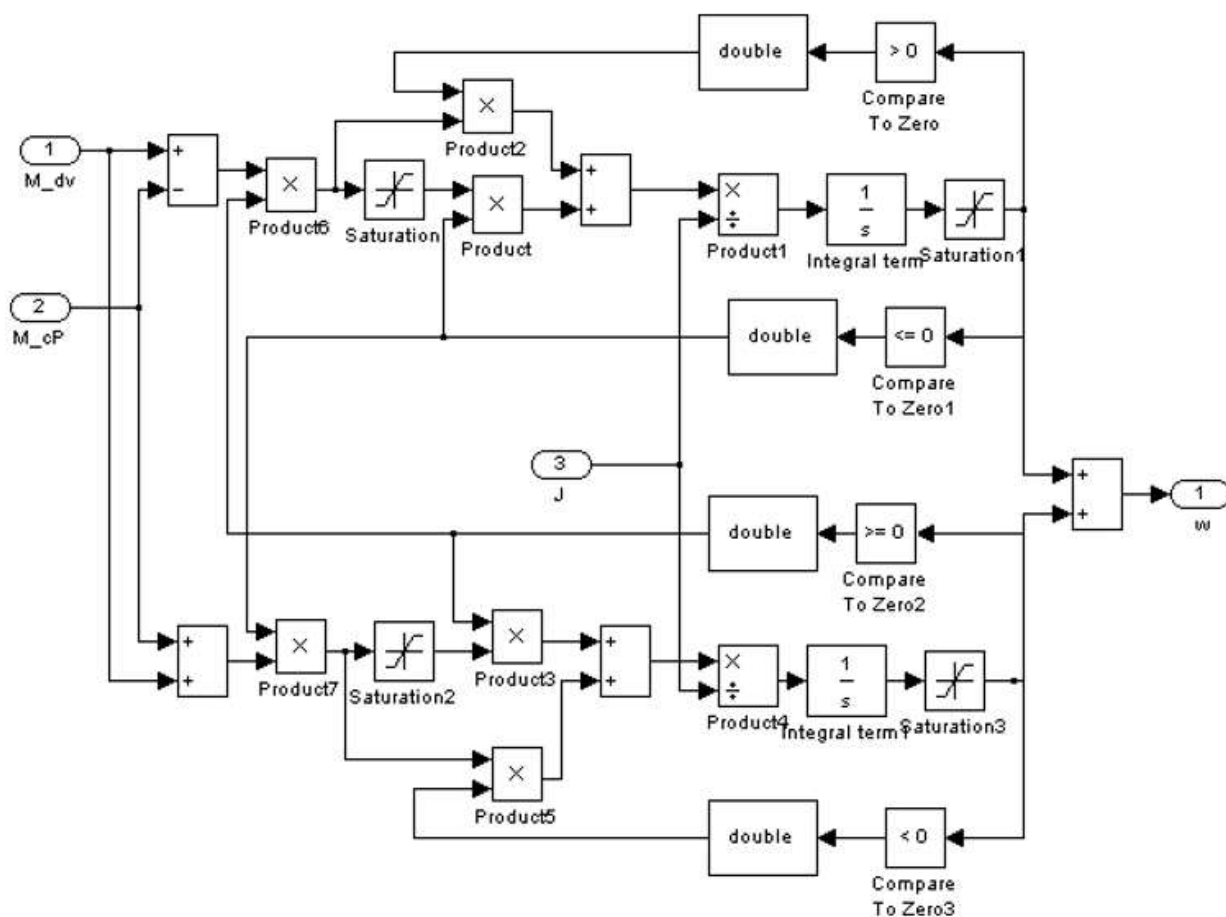 double
> 0
Compare
To Zero
1
M_dv
+
−
×
Product6
×
Product2
Saturation
×
Product
+
+
×
÷
Product1
1
s
Integral term
Saturation1
2
M_cP
double
<= 0
Compare
To Zero1
3
J
+
+
1
w
double
>= 0
Compare
To Zero2
+
+
×
Product7
Saturation2
×
Product3
+
+
×
÷
Product4
1
s
Integral term1
Saturation3
×
Product5
double
< 0
Compare
To Zero3